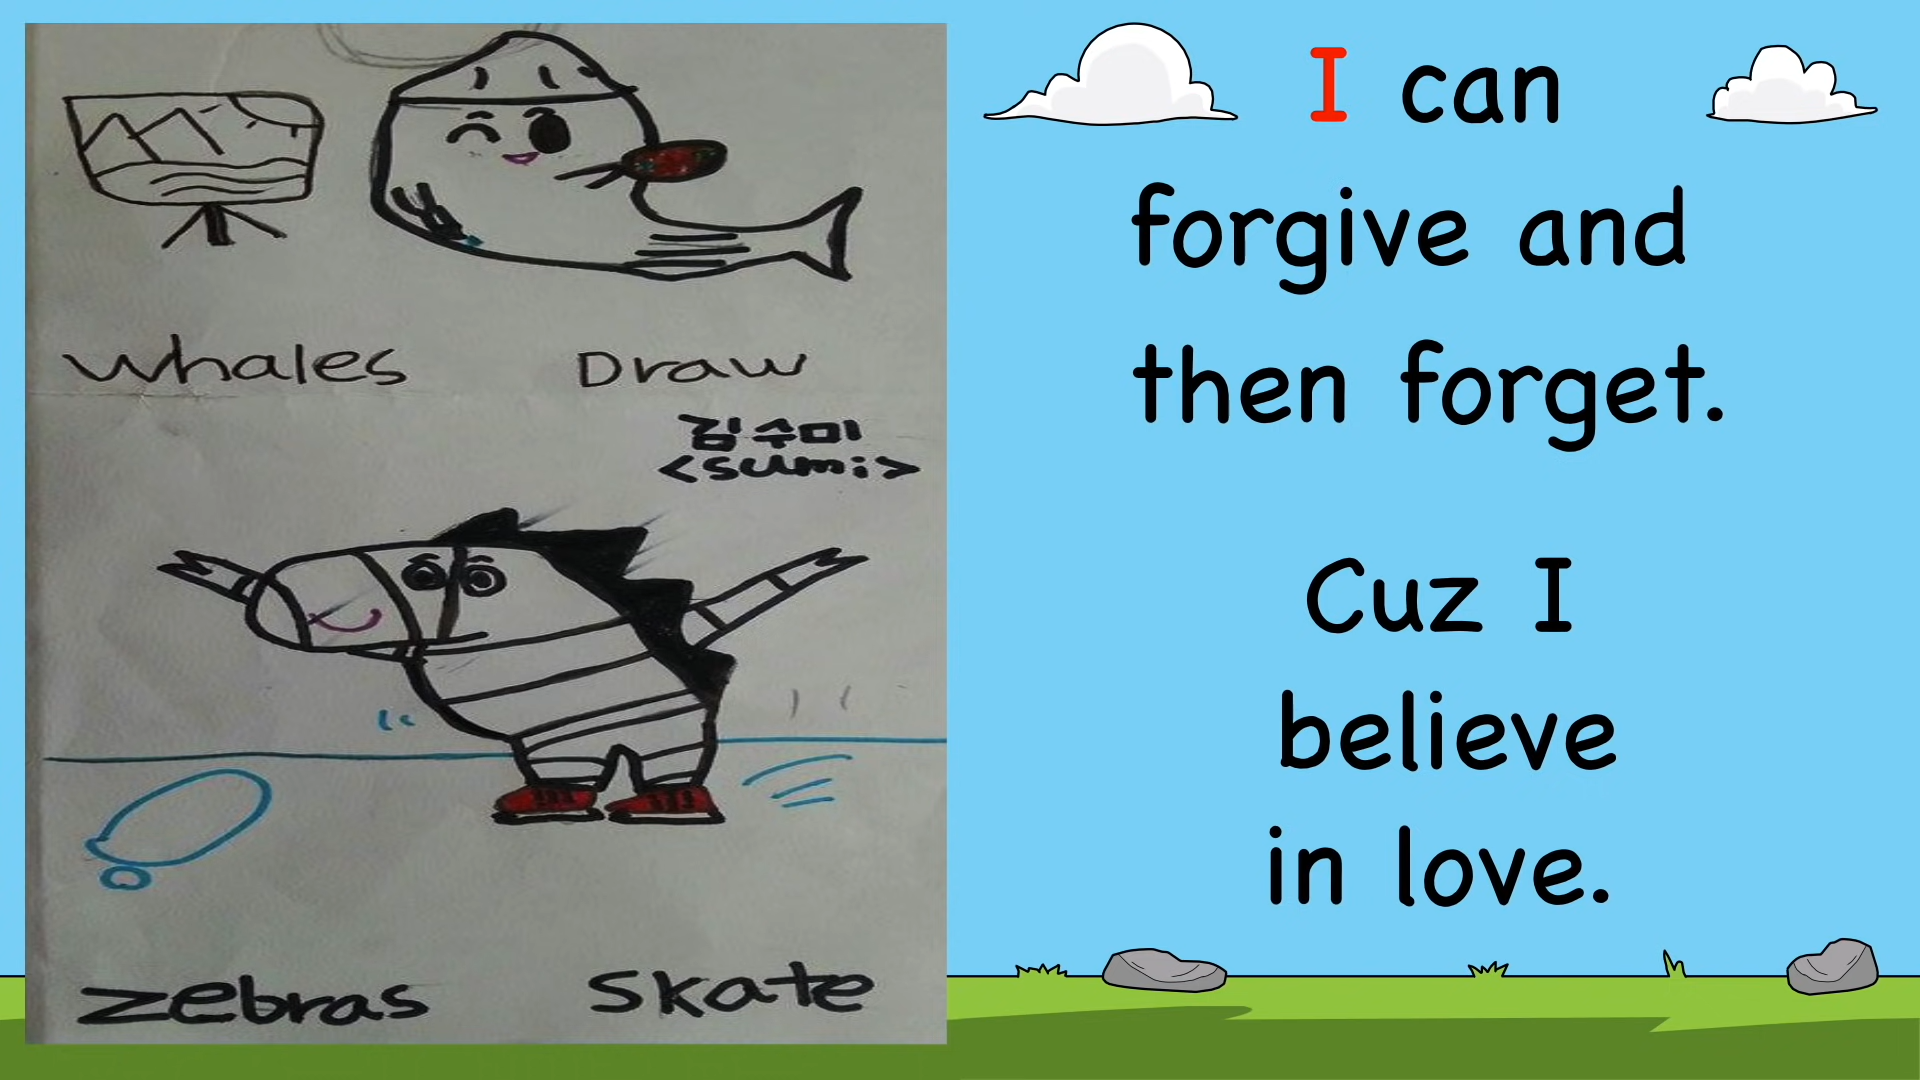 Whales Draw
김수미
<sumi>
Zebras Skate
I can
forgive and
then forget.
Cuz I
believe
in love.